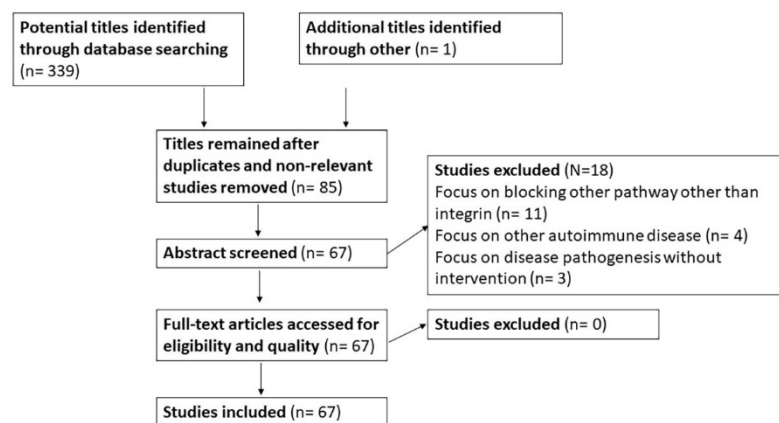 Potential titles identified
through database searching
(n= 339)
Additional titles identified
through other (n= 1)
Titles remained after
duplicates and non-relevant
studies removed (n= 85)
Studies excluded (N=18)
Focus on blocking other pathway other than
integrin (n= 11)
Focus on other autoimmune disease (n= 4)
Focus on disease pathogenesis without
intervention (n= 3)
Abstract screened (n= 67)
Full-text articles accessed for
eligibility and quality (n= 67)
Studies excluded (n= 0)
Studies included (n= 67)